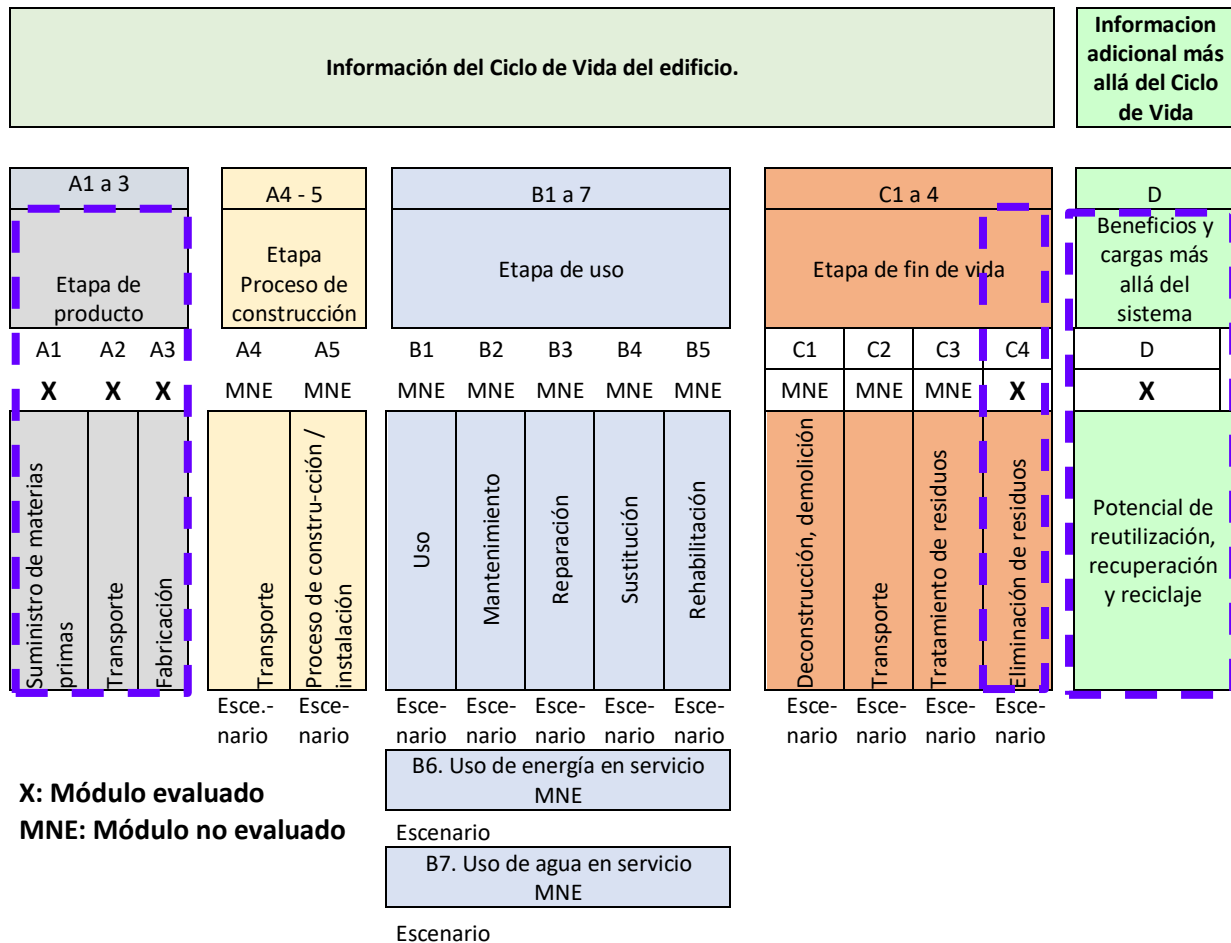 Información del Ciclo de Vida del edificio.
Informacion
adicional más
allá del Ciclo
de Vida
A1 a 3
A4 - 5
B1 a 7
C1 a 4
D
Etapa de
producto
Etapa
Proceso de
construcción
Etapa de uso
Etapa de fin de vida
Beneficios y
cargas más
allá del
sistema
A1 A2 A3 A4 A5 B1 B2 B3 B4 B5 C1 C2 C3 C4 D
X X X MNE MNE MNE MNE MNE MNE MNE MNE MNE MNE X X
Suministro de materias
primas
Transporte
Fabricación
Transporte
Proceso de constru-cción /
instalación
Uso
Mantenimiento
Reparación
Sustitución
Rehabilitación
Deconstrucción, demolición
Transporte
Tratamiento de residuos
Eliminación de residuos
Potencial de
reutilización,
recuperación
y reciclaje
Esce.- Esce- Esce- Esce- Esce- Esce- Esce- Esce- Esce- Esce- Esce-
nario nario nario nario nario nario nario nario nario nario nario
B6. Uso de energía en servicio
MNE
X: Módulo evaluado
MNE: Módulo no evaluado
Escenario
B7. Uso de agua en servicio
MNE
Escenario